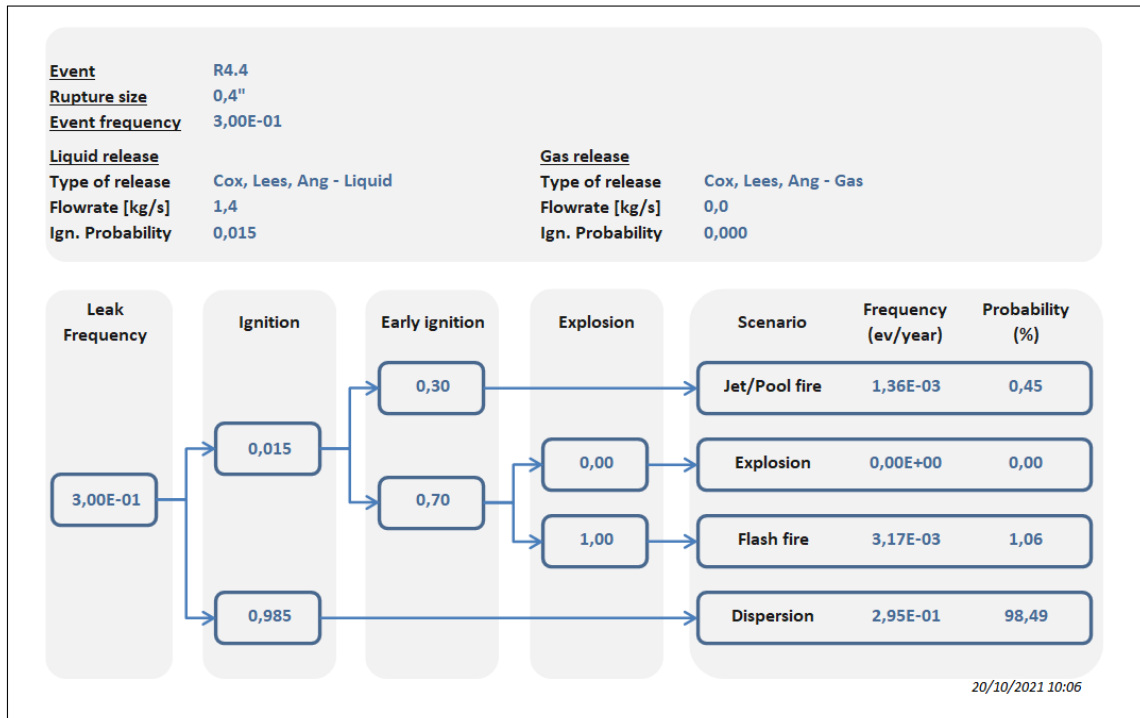 Event R4.4
Rupture size 0,4"
Event frequency 3,00E-01
Liquid release Gas release
Type of release Cox, Lees, Ang - Liquid Type of release Cox, Lees, Ang - Gas
Flowrate [kg/s] 1,4 Flowrate [kg/s] 0,0
Ign. Probability 0,015 Ign. Probability 0,000
Leak Frequency
Ignition
Early ignition
Explosion
Scenario
Frequency (ev/year)
Probability (%)
0,30
Jet/Pool fire 1,36E-03 0,45
0,015
0,00
Explosion 0,00E+00 0,00
3,00E-01
0,70
1,00
Flash fire 3,17E-03 1,06
0,985
Dispersion 2,95E-01 98,49
20/10/2021 10:06